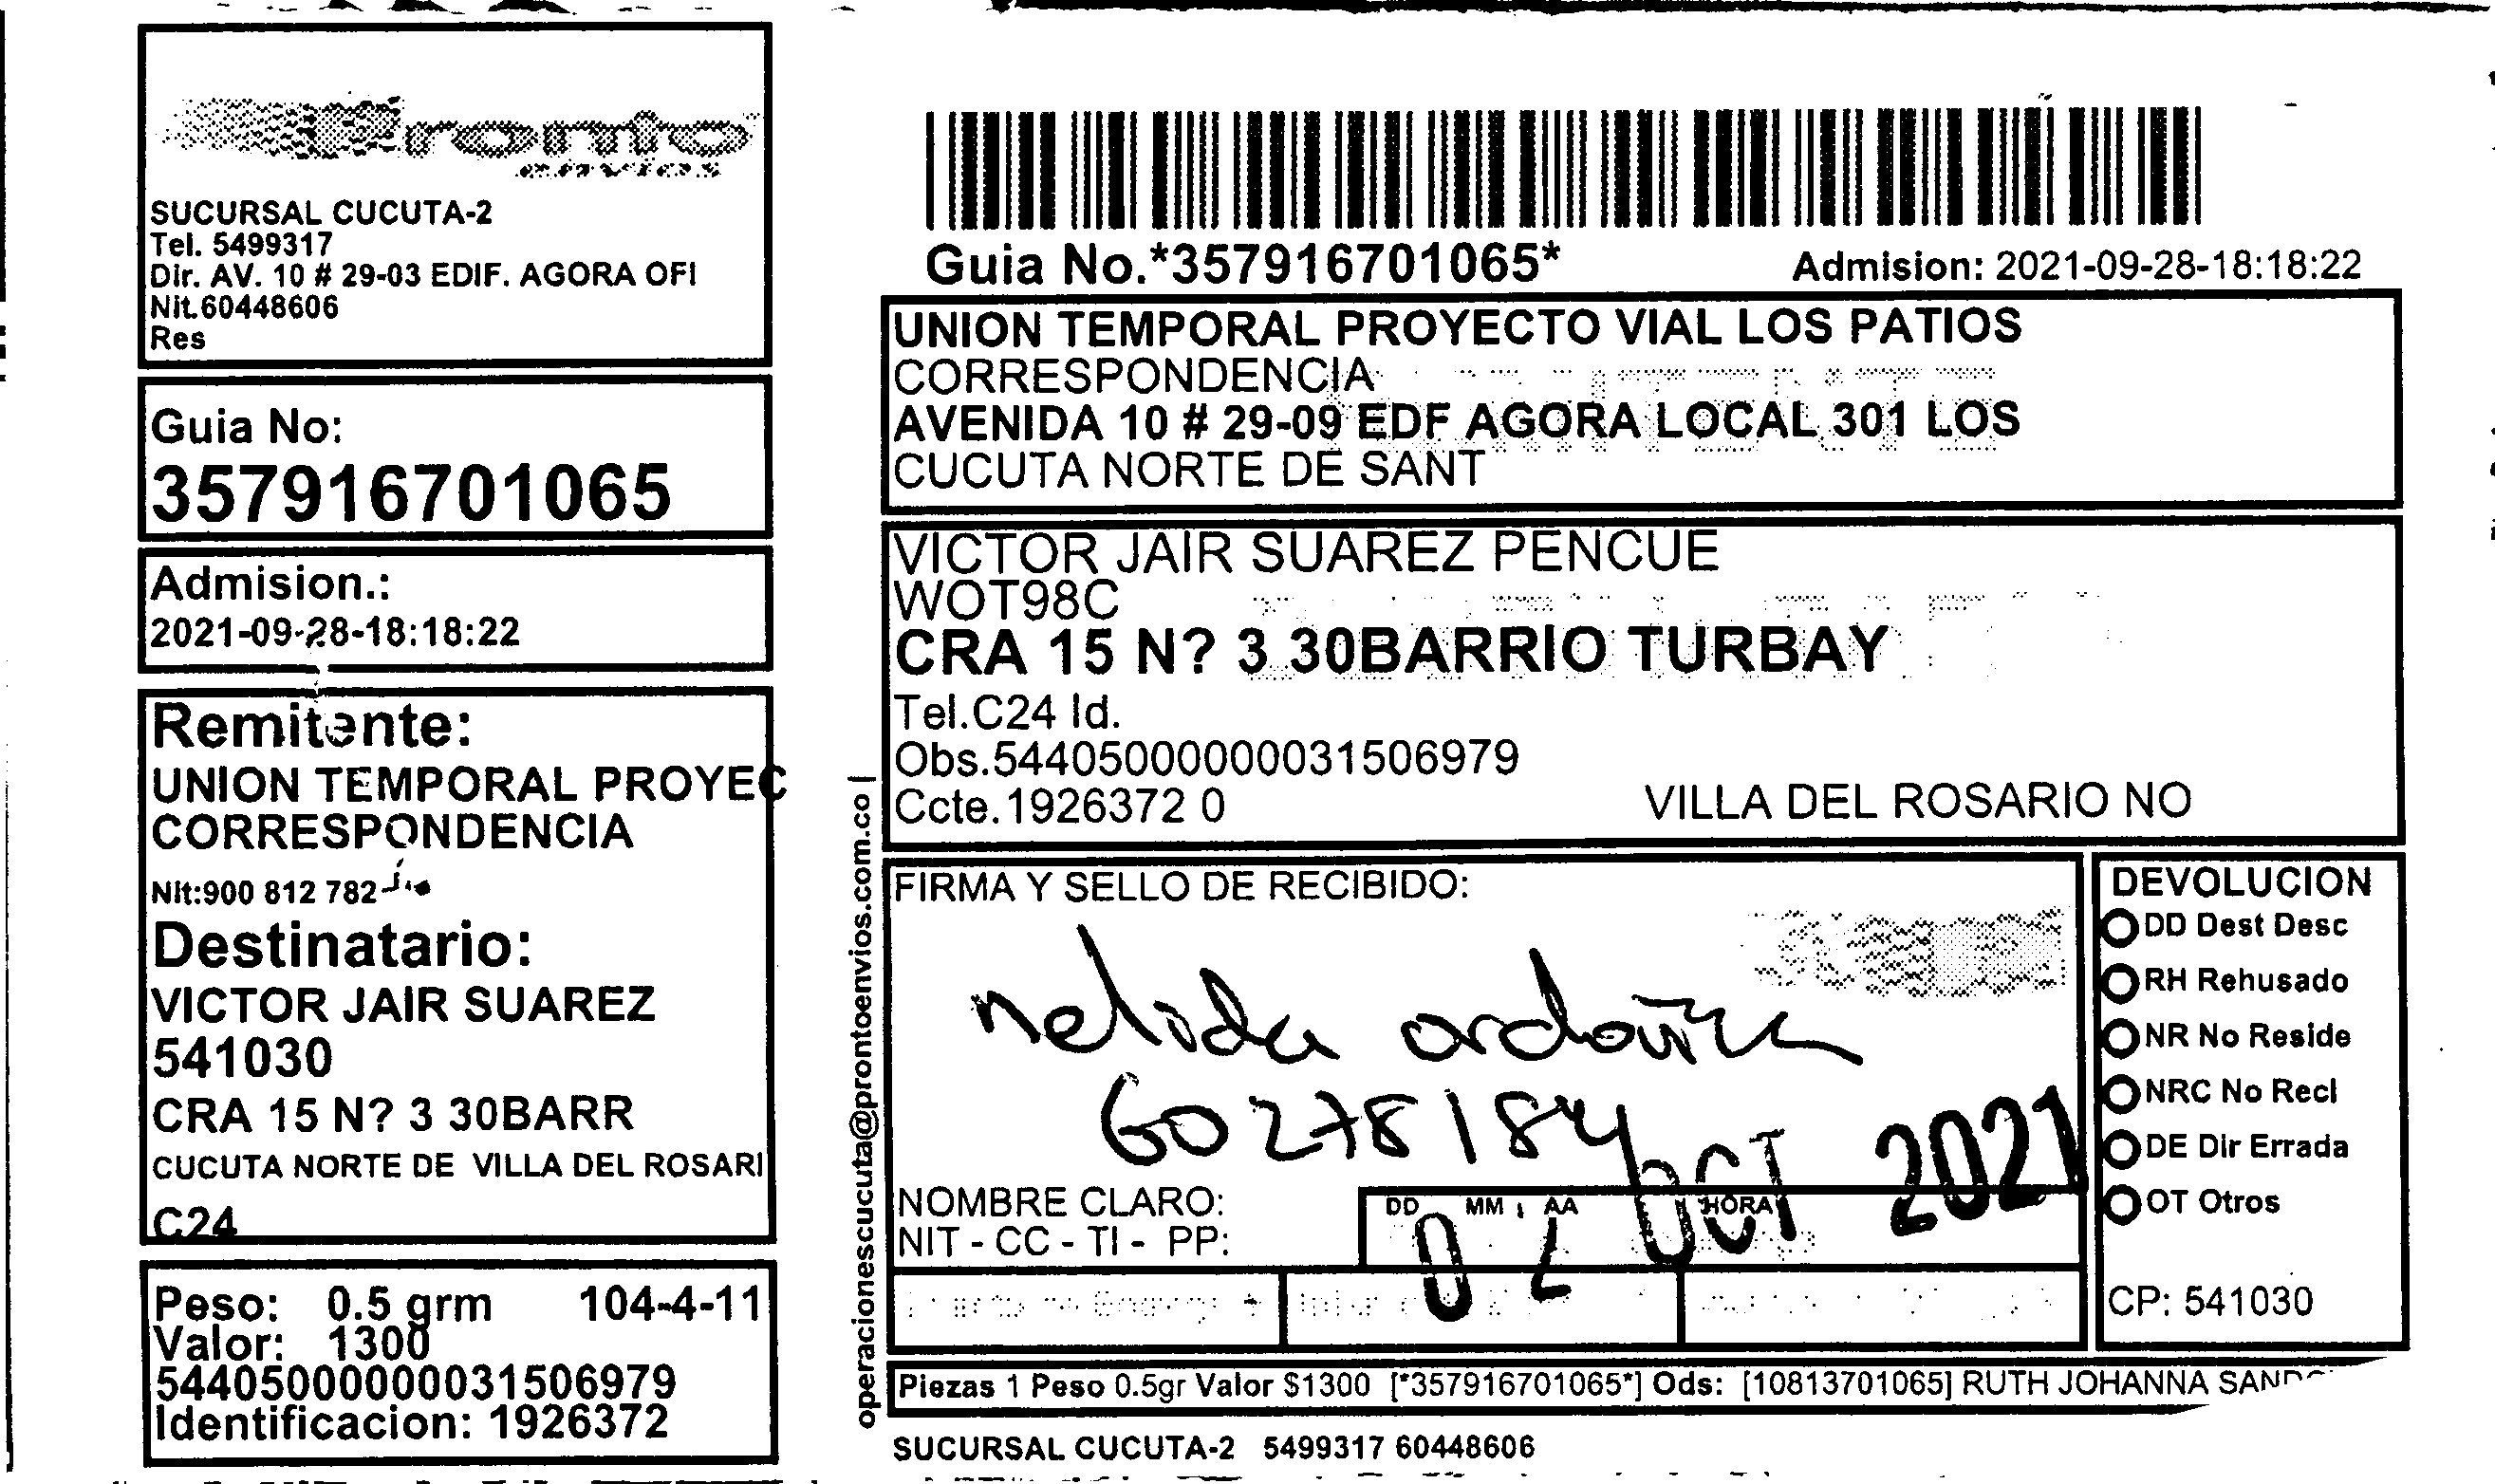 Pronto
envios
SUCURSAL CUCUTA-2
Tel. 5499317
Dir. AV. 10 # 29-03 EDIF. AGORA OFI
Nit.60448606
Res
Guia No:
357916701065
Admision.:
2021-09-28-18:18:22
Remitente:
UNION TEMPORAL PROYEC
CORRESPONDENCIA
Nit:900 812 782
Destinatario:
VICTOR JAIR SUAREZ
541030
CRA 15 N? 3 30BARR
CUCUTA NORTE DE VILLA DEL ROSARI
C24
Peso: 0.5 grm 104-4-11
Valor: 1300
544050000000031506979
Identificacion: 1926372
operacionescucuta@prontoenvios.com.co |
Guia No.*357916701065*
Admision: 2021-09-28-18:18:22
UNION TEMPORAL PROYECTO VIAL LOS PATIOS
CORRESPONDENCIA
AVENIDA 10 # 29-09 EDF AGORA LOCAL 301 LOS
CUCUTA NORTE DE SANT
VICTOR JAIR SUAREZ PENCUE
WOT98C
CRA 15 N? 3 30BARRIO TURBAY
Tel.C24 Id.
Obs.544050000000031506979
Ccte.1926372 0 VILLA DEL ROSARIO NO
FIRMA Y SELLO DE RECIBIDO:
Nelida
60278184
OCT 2021
NOMBRE CLARO:
NIT - CC - TI - PP:
DD MM AA HORA
DEVOLUCION
DD Dest Desc
RH Rehusado
NR No Reside
NRC No Recl
DE Dir Errada
OT Otros
CP: 541030
Piezas 1 Peso 0.5gr Valor $1300 [*357916701065*] Ods: [10813701065] RUTH JOHANNA
SUCURSAL CUCUTA-2 5499317 60448606